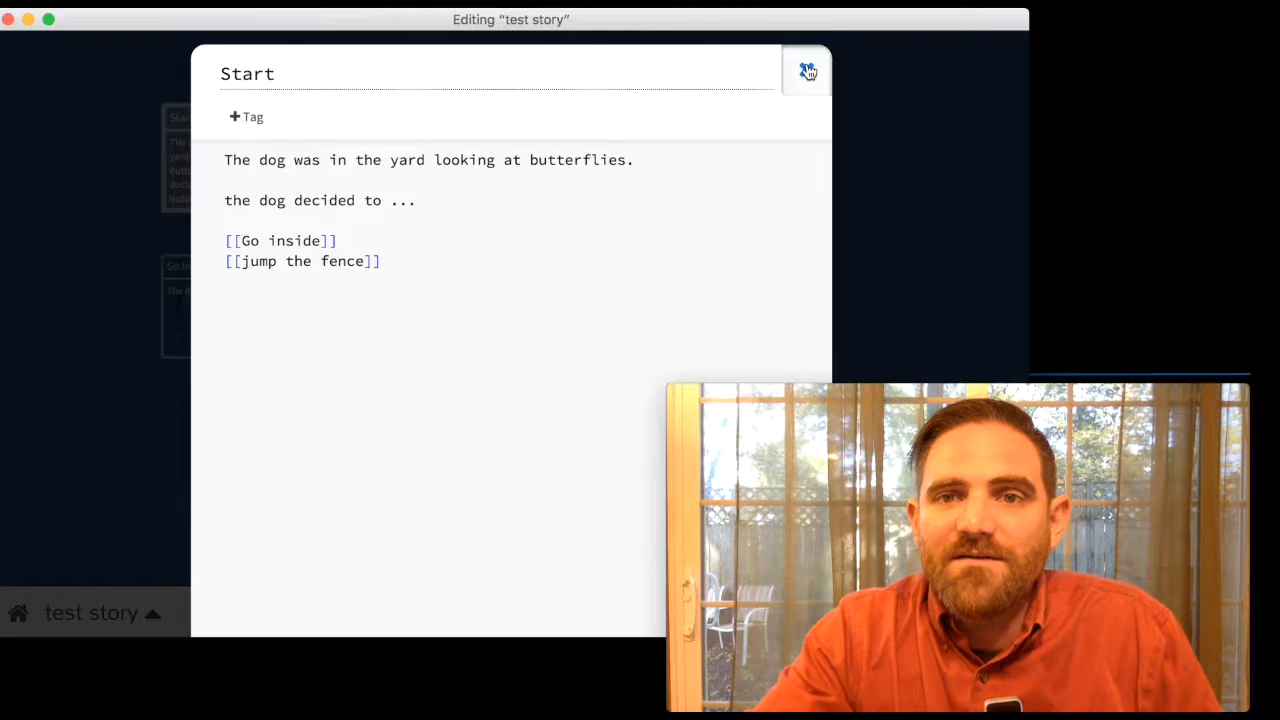 Editing “test story”
Start
+ Tag
The dog was in the yard looking at butterflies.
the dog decided to ...
[[Go inside]]
[[jump the fence]]
test story